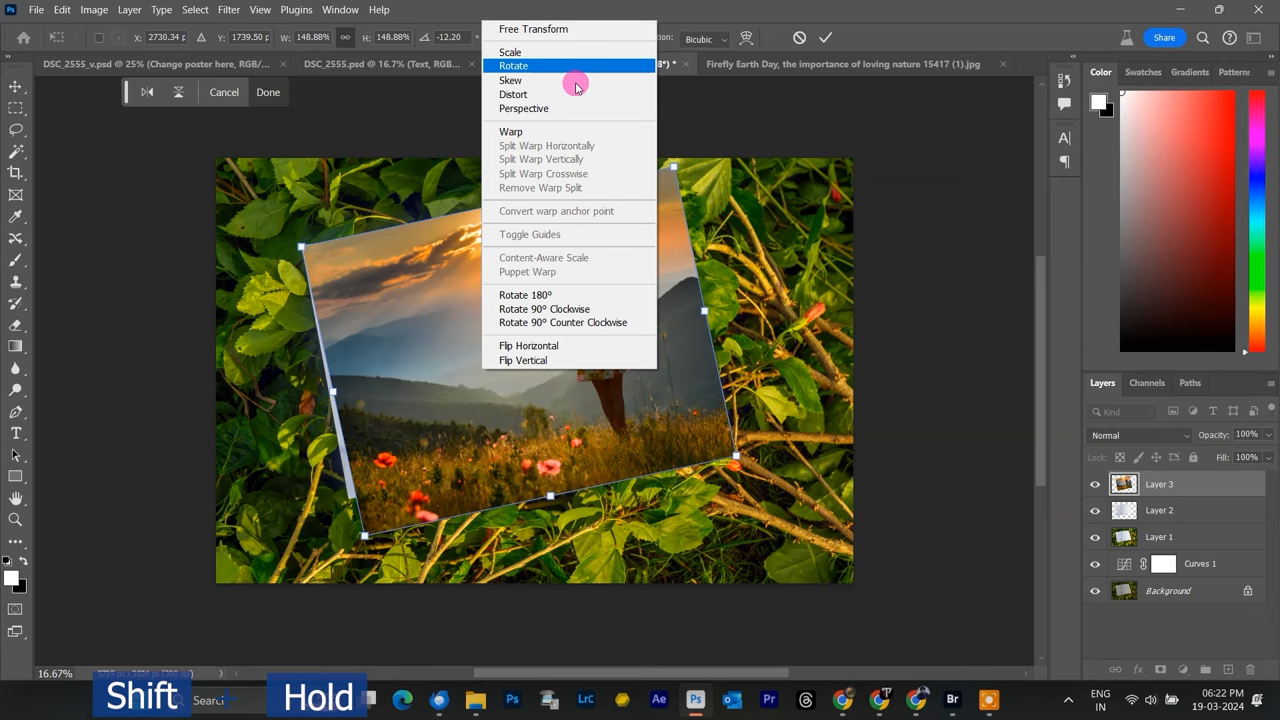 File Edit Image Layer Type Select Filter View Plugins Window Help
X: 2730.34 p Y: 1739.50 p W: 148.88% H: 148.88% -12.20 Bicubic Share
DSC_2555_v.psd @ 25% (Change poster here, RGB/... DSC_2555.psd @ 16.7% (Text, RGB/... 8*) * Firefly Earth Day, the importance of loving nature 15417 (1).jpg
Cancel Done
Free Transform
Scale
Rotate
Skew
Distort
Perspective
Warp
Split Warp Horizontally
Split Warp Vertically
Split Warp Crosswise
Remove Warp Split
Convert warp anchor point
Toggle Guides
Content-Aware Scale
Puppet Warp
Rotate 180°
Rotate 90° Clockwise
Rotate 90° Counter Clockwise
Flip Horizontal
Flip Vertical
Color Swatches Gradients Patterns
Layers Channels Paths
Kind
Normal Opacity: 100%
Lock: Fill: 100%
Layer 3
Layer 2
Layer 1
Curves 1
Background
16.67%
Shift Hold
Search
ENG
IN
06:22 PM
19-03-2024